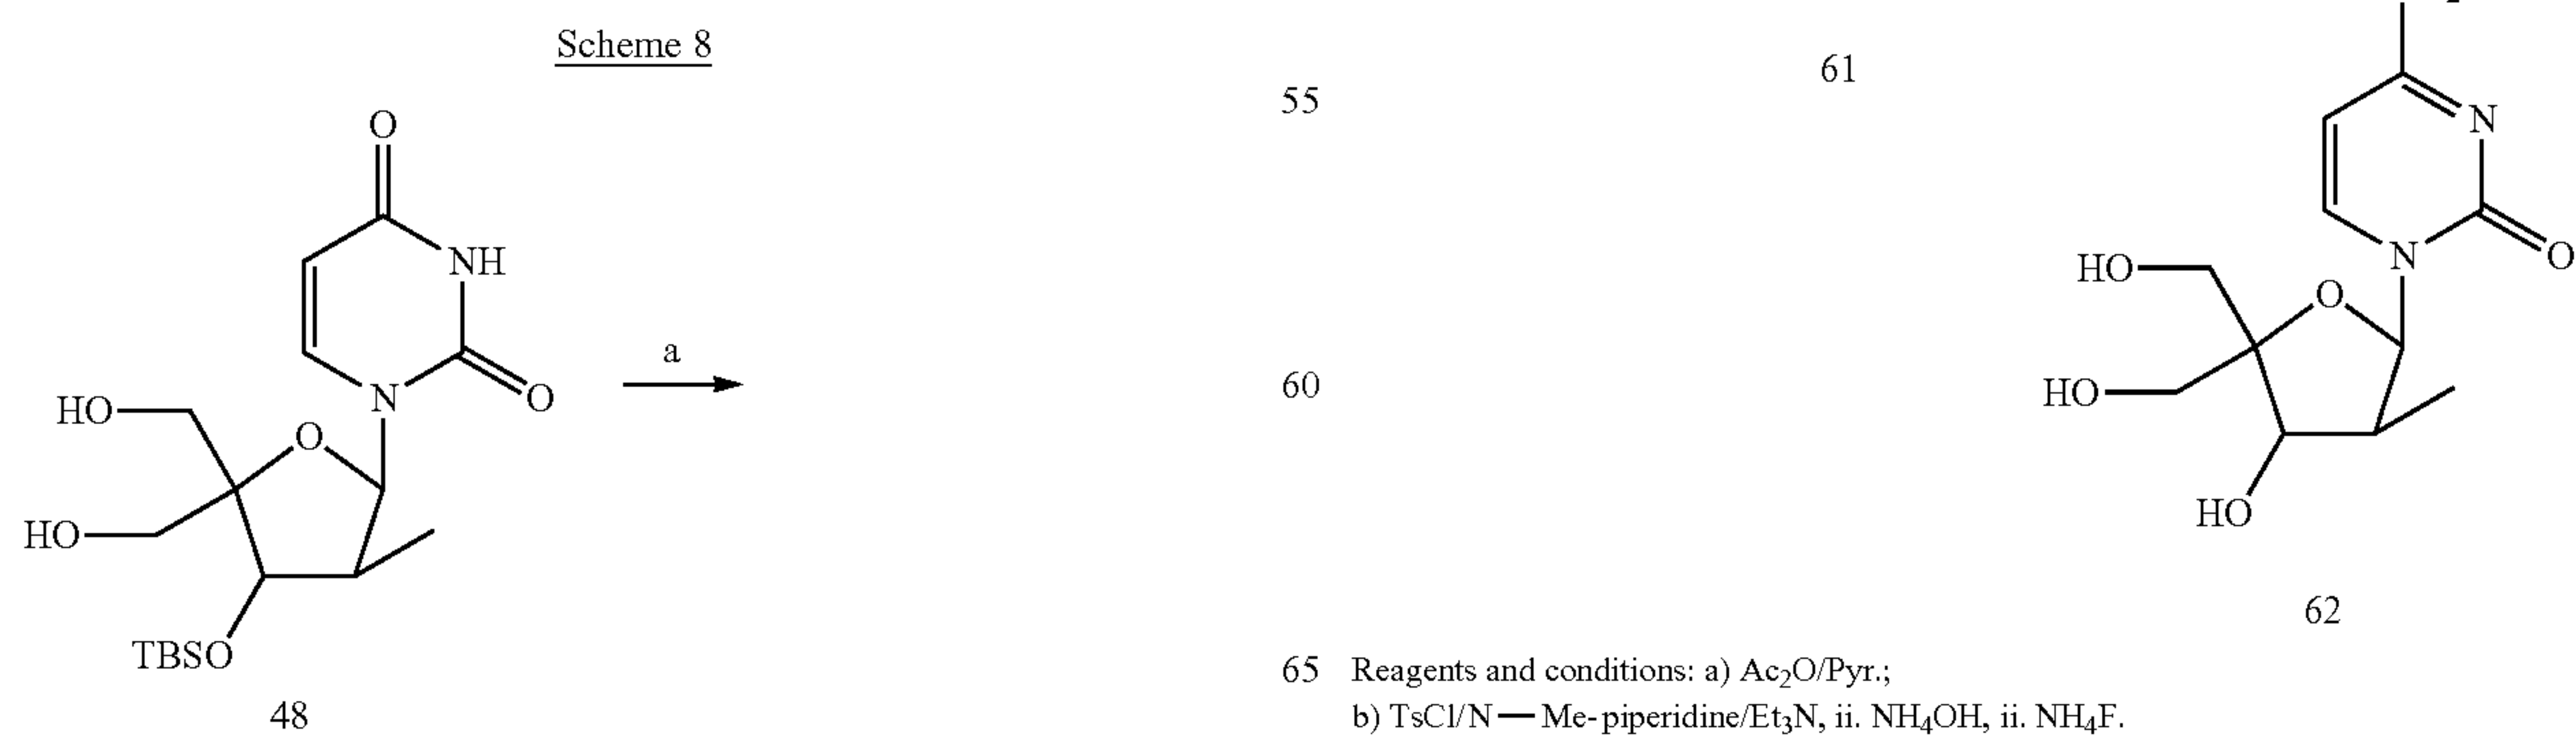 Scheme 8
O
NH
N
O
HO
O
HO
TBSO
48
a
55
60
65
61
N
N
O
HO
O
HO
HO
62
Reagents and conditions: a) Ac₂O/Pyr.;
b) TsCl/N — Me-piperidine/Et₃N, ii. NH₄OH, ii. NH₄F.